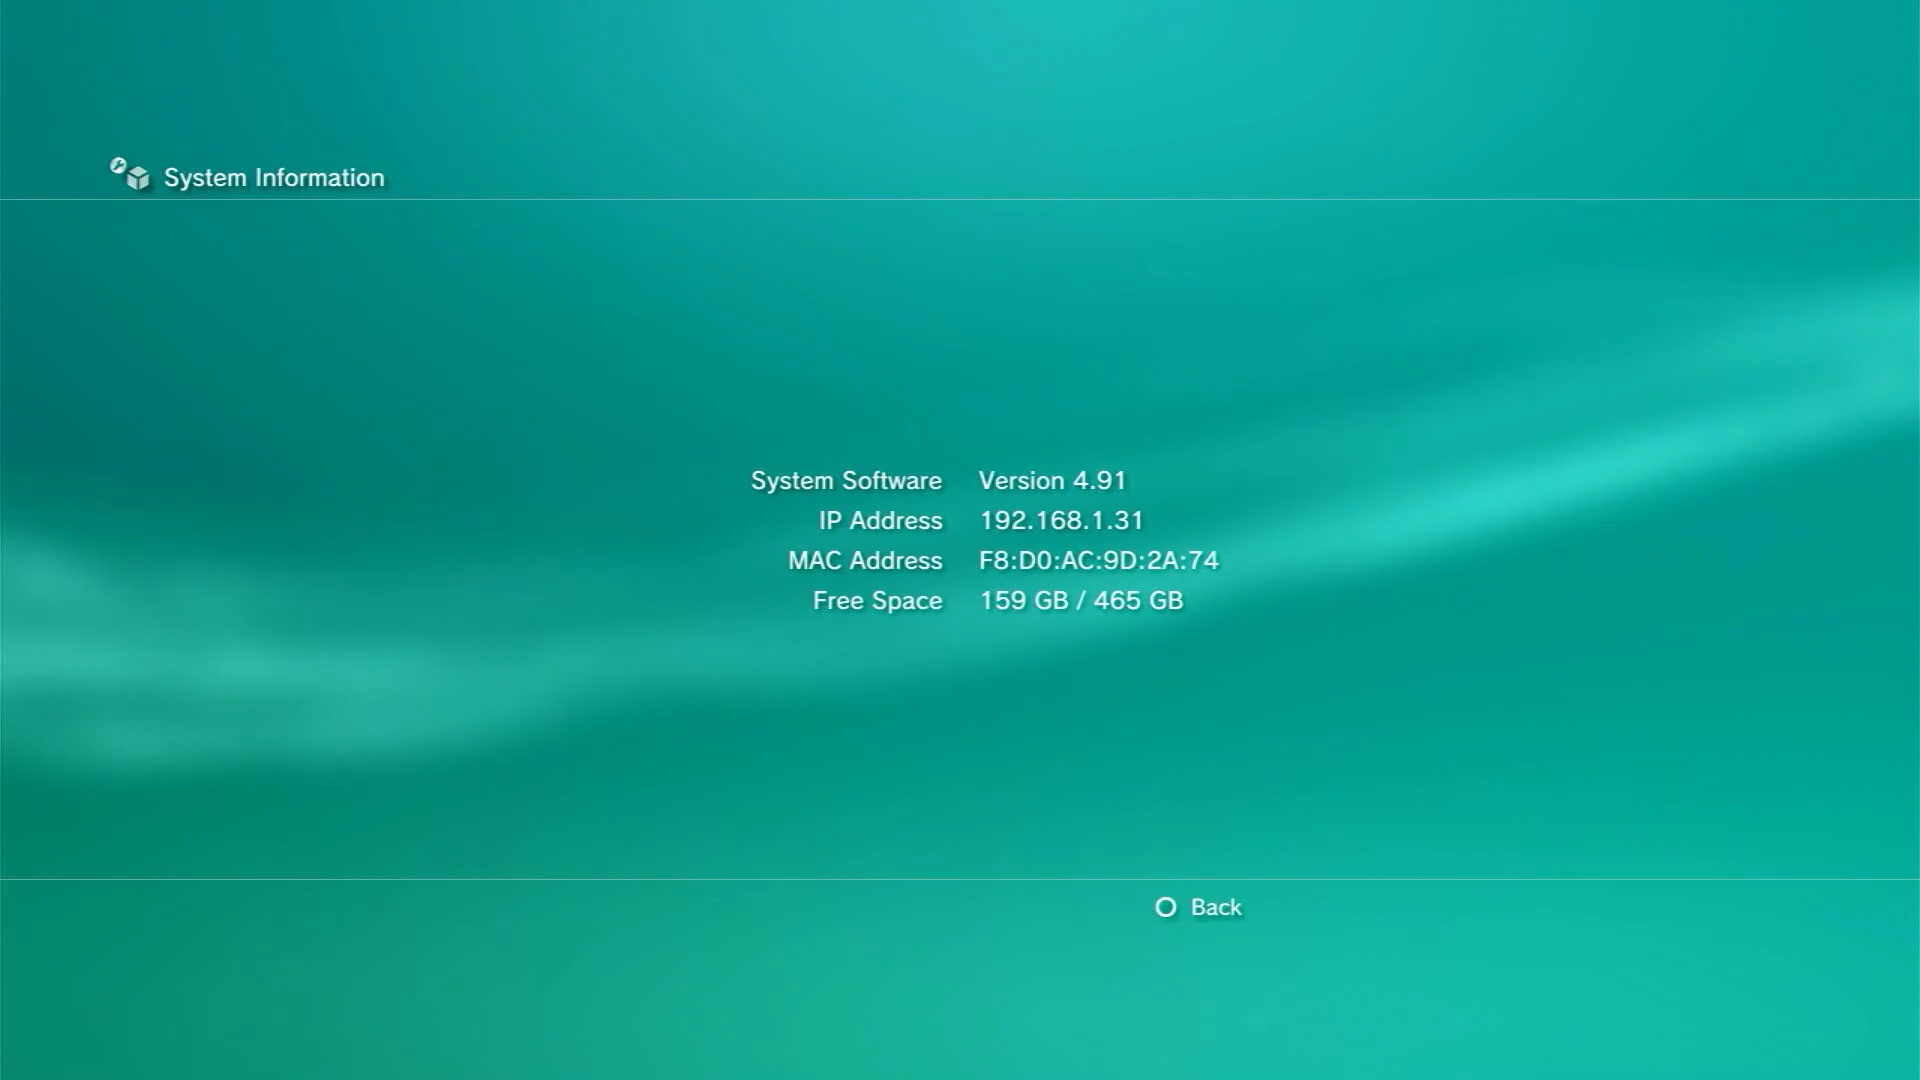 System Information
System Software Version 4.91
IP Address 192.168.1.31
MAC Address F8:D0:AC:9D:2A:74
Free Space 159 GB / 465 GB
Back